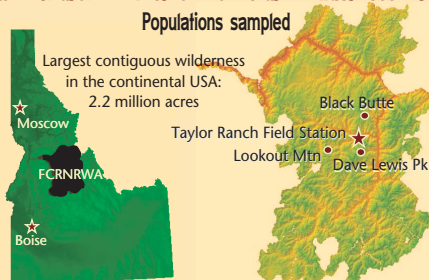 Populations sampled
Largest contiguous wilderness
in the continental USA:
2.2 million acres
Moscow
FCRNRWA
Boise
Black Butte
Taylor Ranch Field Station
Lookout Mtn
Dave Lewis Pk